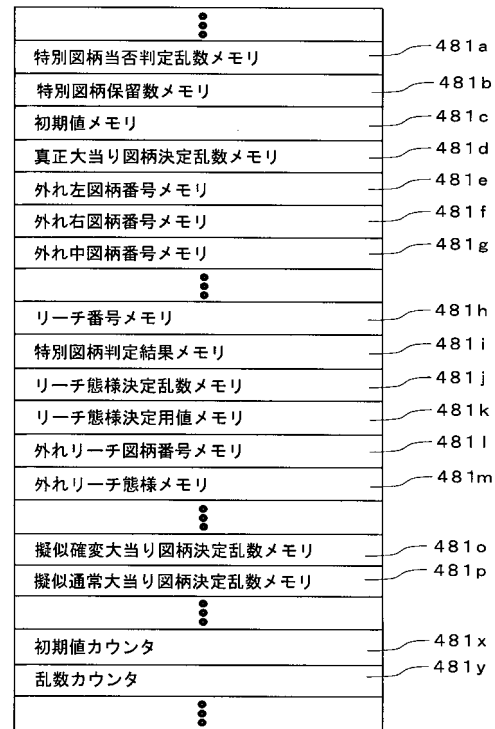 特別図柄当否判定乱数メモリ 481a
特別図柄保留数メモリ 481b
初期値メモリ 481c
真正大当り図柄決定乱数メモリ 481d
外れ左図柄番号メモリ 481e
外れ右図柄番号メモリ 481f
外れ中図柄番号メモリ 481g
リーチ番号メモリ 481h
特別図柄判定結果メモリ 481i
リーチ態様決定乱数メモリ 481j
リーチ態様決定用値メモリ 481k
外れリーチ図柄番号メモリ 481l
外れリーチ態様メモリ 481m
擬似確変大当り図柄決定乱数メモリ 481o
擬似通常大当り図柄決定乱数メモリ 481p
初期値カウンタ 481x
乱数カウンタ 481y